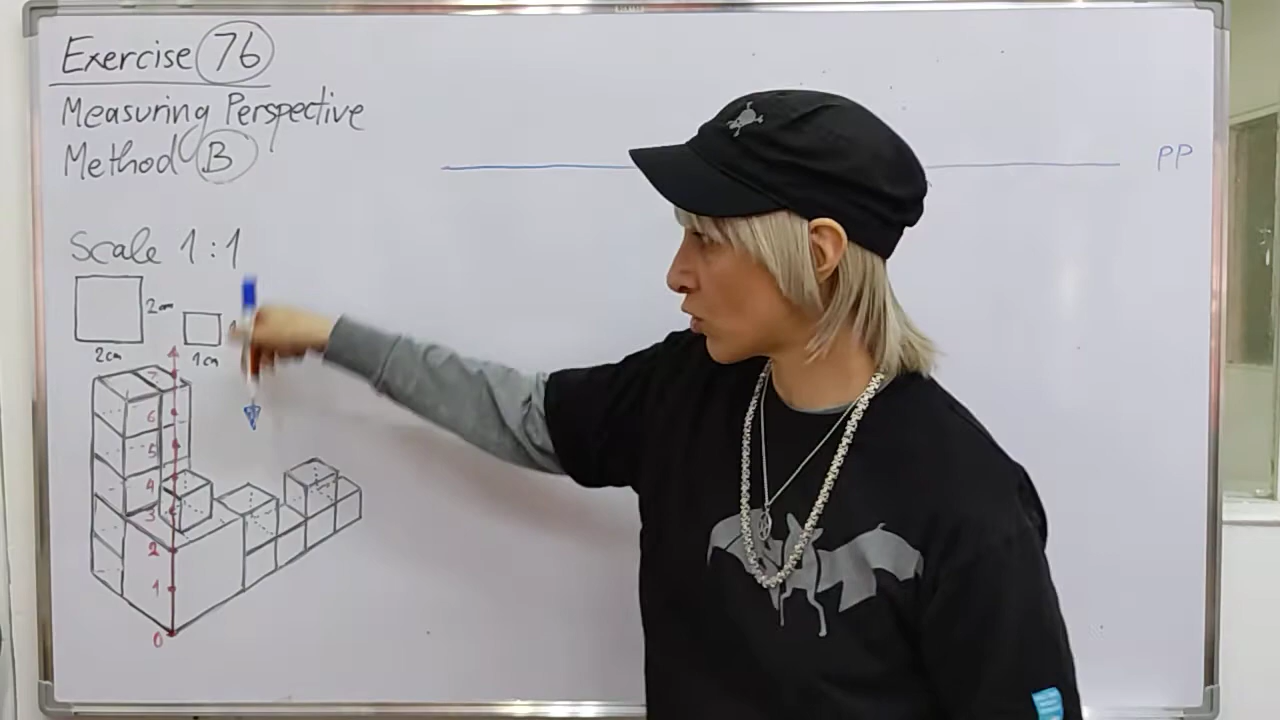 Exercise 76
Measuring Perspective
Method B
PP
Scale 1:1
2cm
2cm
1cm
6
5
4
3
2
1
0